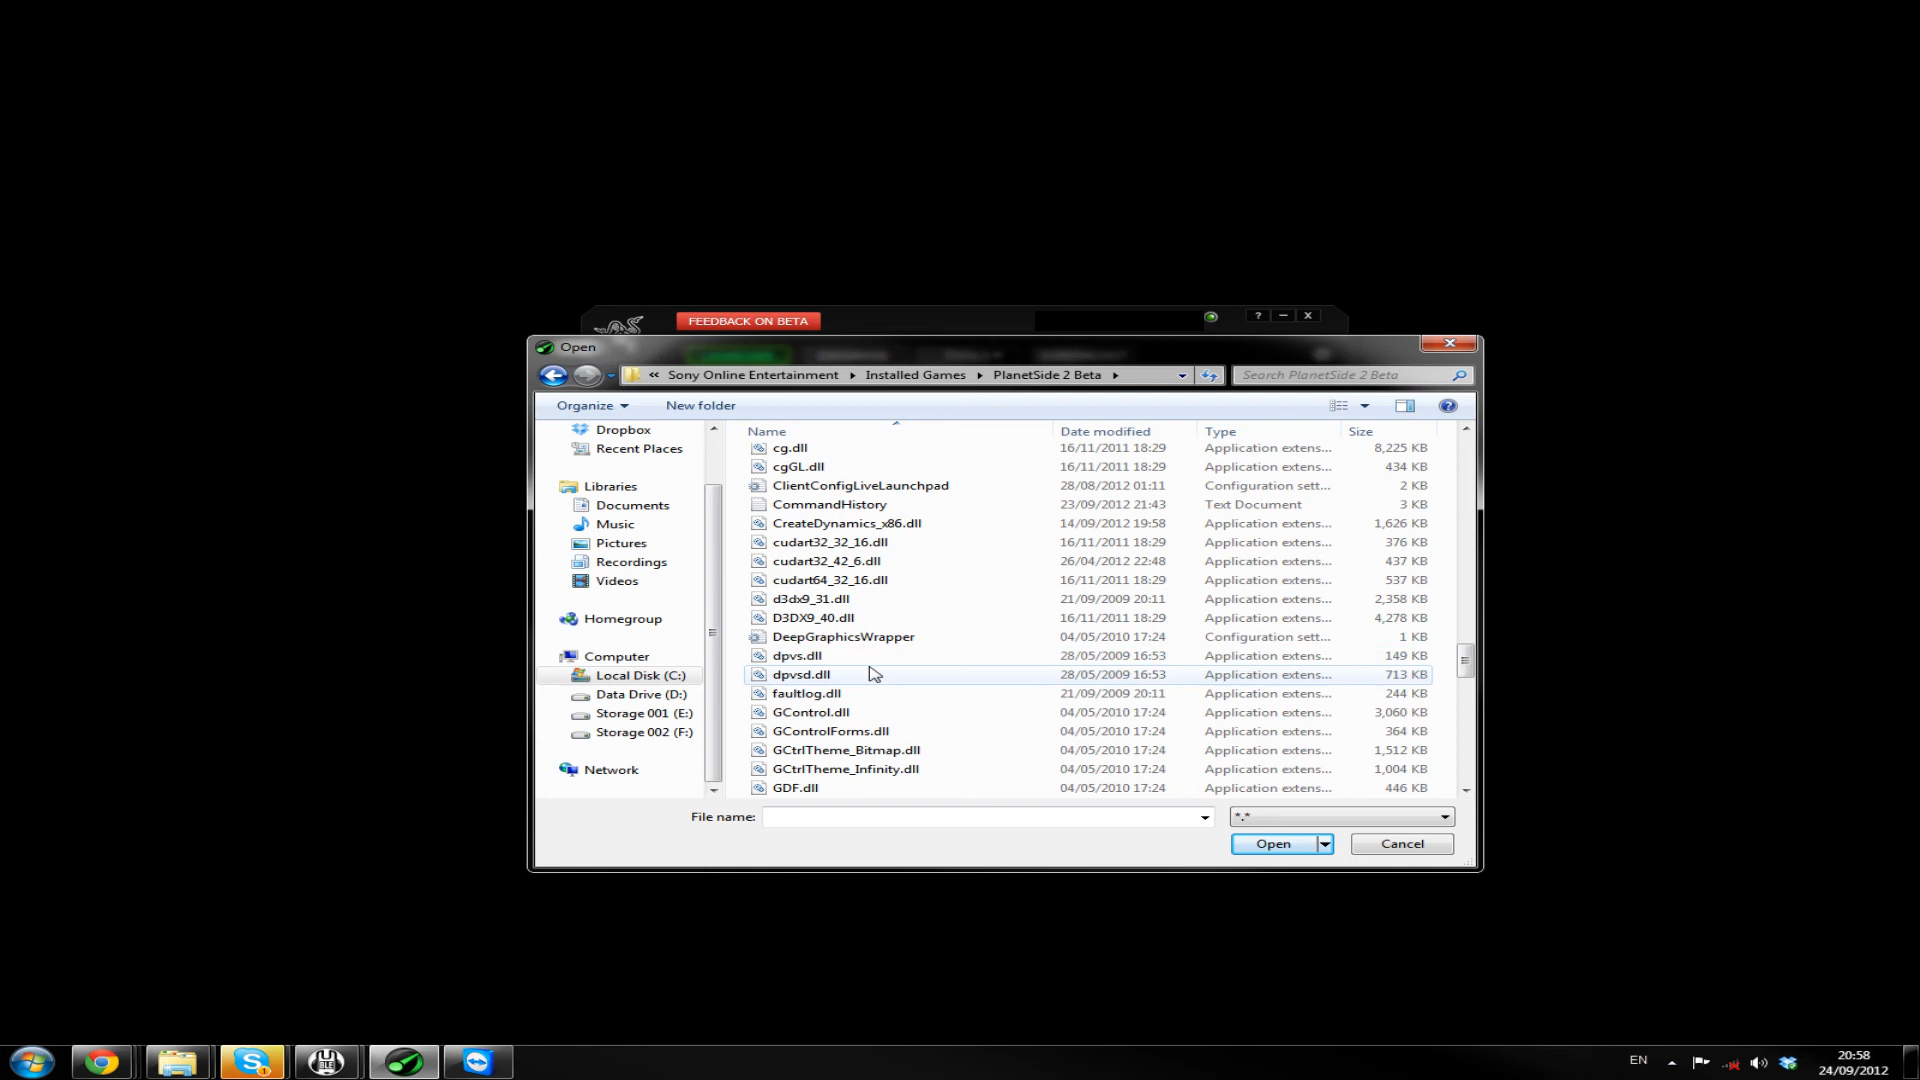 FEEDBACK ON BETA
? – X
Open
« Sony Online Entertainment Installed Games PlanetSide 2 Beta Search PlanetSide 2 Beta
Organize New folder
Dropbox
Recent Places
Libraries
Documents
Music
Pictures
Recordings
Videos
Homegroup
Computer
Local Disk (C:)
Data Drive (D:)
Storage 001 (E:)
Storage 002 (F:)
Network
Name Date modified Type Size
cg.dll 16/11/2011 18:29 Application extens... 8,225 KB
cgGL.dll 16/11/2011 18:29 Application extens... 434 KB
ClientConfigLiveLaunchpad 28/08/2012 01:11 Configuration sett... 2 KB
CommandHistory 23/09/2012 21:43 Text Document 3 KB
CreateDynamics_x86.dll 14/09/2012 19:58 Application extens... 1,626 KB
cudart32_32_16.dll 16/11/2011 18:29 Application extens... 376 KB
cudart32_42_6.dll 26/04/2012 22:48 Application extens... 437 KB
cudart64_32_16.dll 16/11/2011 18:29 Application extens... 537 KB
d3dx9_31.dll 21/09/2009 20:11 Application extens... 2,358 KB
D3DX9_40.dll 16/11/2011 18:29 Application extens... 4,278 KB
DeepGraphicsWrapper 04/05/2010 17:24 Configuration sett... 1 KB
dpvs.dll 28/05/2009 16:53 Application extens... 149 KB
dpvsd.dll 28/05/2009 16:53 Application extens... 713 KB
faultlog.dll 21/09/2009 20:11 Application extens... 244 KB
GControl.dll 04/05/2010 17:24 Application extens... 3,060 KB
GControlForms.dll 04/05/2010 17:24 Application extens... 364 KB
GCtrlTheme_Bitmap.dll 04/05/2010 17:24 Application extens... 1,512 KB
GCtrlTheme_Infinity.dll 04/05/2010 17:24 Application extens... 1,004 KB
GDF.dll 04/05/2010 17:24 Application extens... 446 KB
File name: *.*
Open Cancel
EN 20:58
24/09/2012